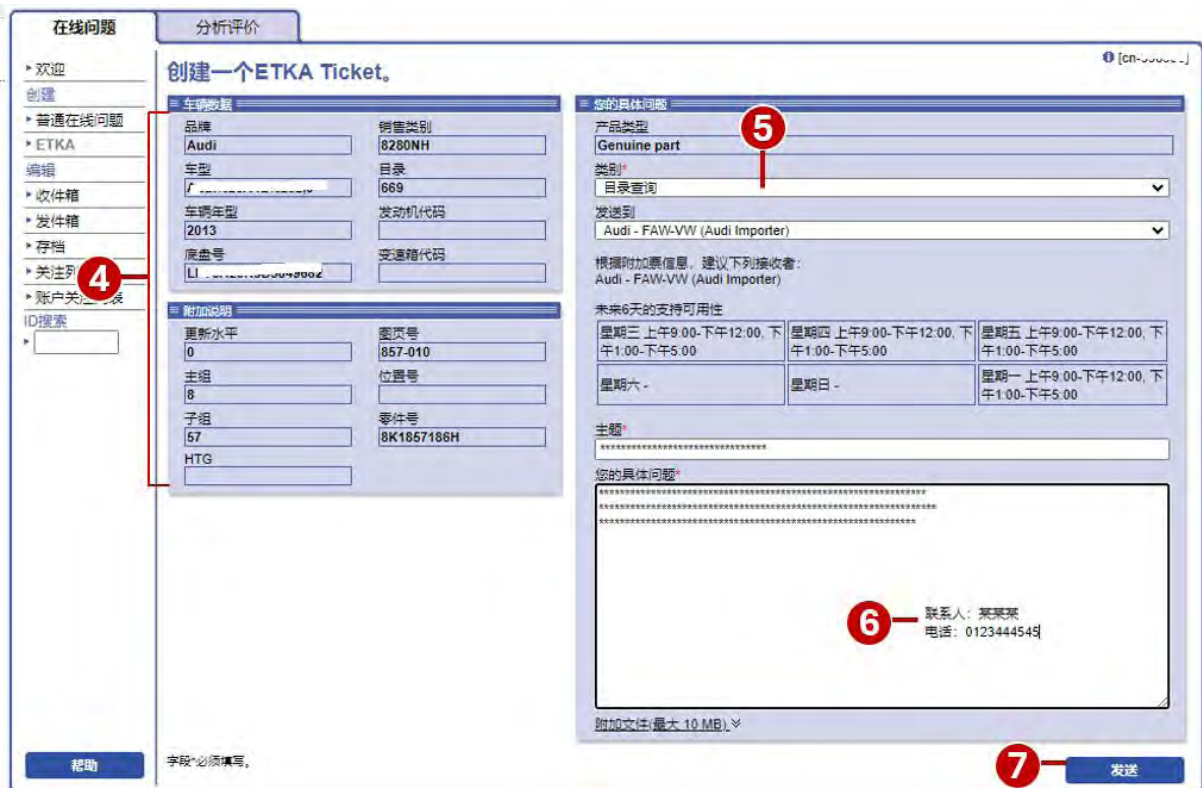 在线问题
分析评价
欢迎
创建
普通在线问题
ETKA
编辑
收件箱
发件箱
存档
关注列
账户关注
ID搜索
帮助
创建一个ETKA Ticket。
车辆数据
品牌
Audi
销售类别
8280NH
车型
目录
669
车辆年型
2013
发动机代码
底盘号
变速箱代码
附加说明
更新水平
0
图页号
857-010
主组
8
位置号
子组
57
零件号
8K1857186H
HTG
4
您的具体问题
产品类型
Genuine part
5
类别*
目录查询
发送到
Audi - FAW-VW (Audi Importer)
根据附加票信息，建议下列接收者:
Audi - FAW-VW (Audi Importer)
未来6天的支持可用性
星期三 上午9:00-下午12:00, 下
午1:00-下午5:00
星期四 上午9:00-下午12:00, 下
午1:00-下午5:00
星期五 上午9:00-下午12:00, 下
午1:00-下午5:00
星期六 -
星期日 -
星期一 上午9:00-下午12:00, 下
午1:00-下午5:00
主题*
您的具体问题*
6
联系人：某某某
电话：0123444545
附加文件(最大 10 MB)
字段*必须填写。
7
发送